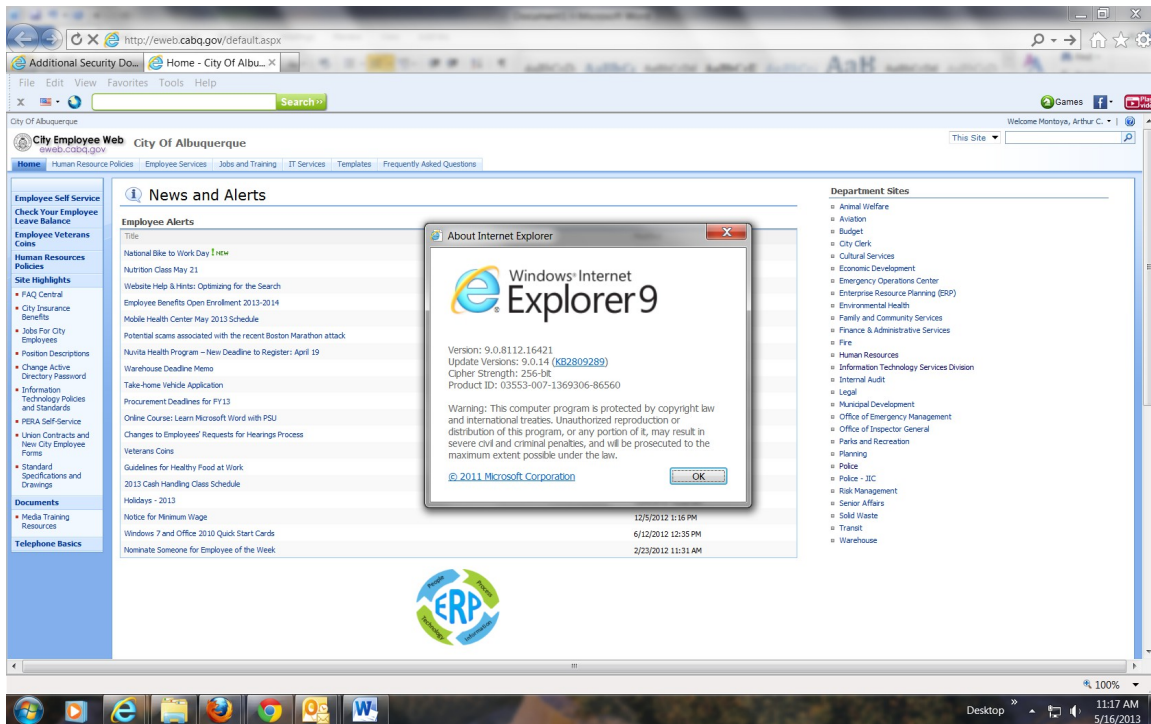 http://eweb.cabq.gov/default.aspx
Additional Security Do...
Home - City Of Albu...
File Edit View Favorites Tools Help
Search
Games
City Of Albuquerque
Welcome Montoya, Arthur C.
City Employee Web
eweb.cabq.gov
City Of Albuquerque
This Site
Home Human Resource Policies Employee Services Jobs and Training IT Services Templates Frequently Asked Questions
Employee Self Service
Check Your Employee
Leave Balance
Employee Veterans
Coins
Human Resources
Policies
Site Highlights
FAQ Central
City Insurance
Benefits
Jobs For City
Employees
Position Descriptions
Change Active
Directory Password
Information
Technology Policies
and Standards
PERA Self-Service
Union Contracts and
New City Employee
Forms
Standard
Specifications and
Drawings
Documents
Media Training
Resources
Telephone Basics
News and Alerts
Employee Alerts
Title
National Bike to Work Day ! NEW
Nutrition Class May 21
Website Help & Hints: Optimizing for the Search
Employee Benefits Open Enrollment 2013-2014
Mobile Health Center May 2013 Schedule
Potential scams associated with the recent Boston Marathon attack
Nuvita Health Program – New Deadline to Register: April 19
Warehouse Deadline Memo
Take-home Vehicle Application
Procurement Deadlines for FY13
Online Course: Learn Microsoft Word with PSU
Changes to Employees' Requests for Hearings Process
Veterans Coins
Guidelines for Healthy Food at Work
2013 Cash Handling Class Schedule
Holidays - 2013
Notice for Minimum Wage 12/5/2012 1:16 PM
Windows 7 and Office 2010 Quick Start Cards 6/12/2012 12:35 PM
Nominate Someone for Employee of the Week 2/23/2012 11:31 AM
People
Process
ERP
Technology
Information
About Internet Explorer
Windows® Internet
Explorer 9
Version: 9.0.8112.16421
Update Versions: 9.0.14 (KB2809289)
Cipher Strength: 256-bit
Product ID: 03553-007-1369306-86560
Warning: This computer program is protected by copyright law
and international treaties. Unauthorized reproduction or
distribution of this program, or any portion of it, may result in
severe civil and criminal penalties, and will be prosecuted to the
maximum extent possible under the law.
© 2011 Microsoft Corporation
OK
Department Sites
Animal Welfare
Aviation
Budget
City Clerk
Cultural Services
Economic Development
Emergency Operations Center
Enterprise Resource Planning (ERP)
Environmental Health
Family and Community Services
Finance & Administrative Services
Fire
Human Resources
Information Technology Services Division
Internal Audit
Legal
Municipal Development
Office of Emergency Management
Office of Inspector General
Parks and Recreation
Planning
Police
Police - JIC
Risk Management
Senior Affairs
Solid Waste
Transit
Warehouse
100%
Desktop
11:17 AM
5/16/2013